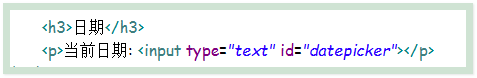 <h3>日期</h3>
<p>当前日期: <input type="text" id="datepicker"></p>